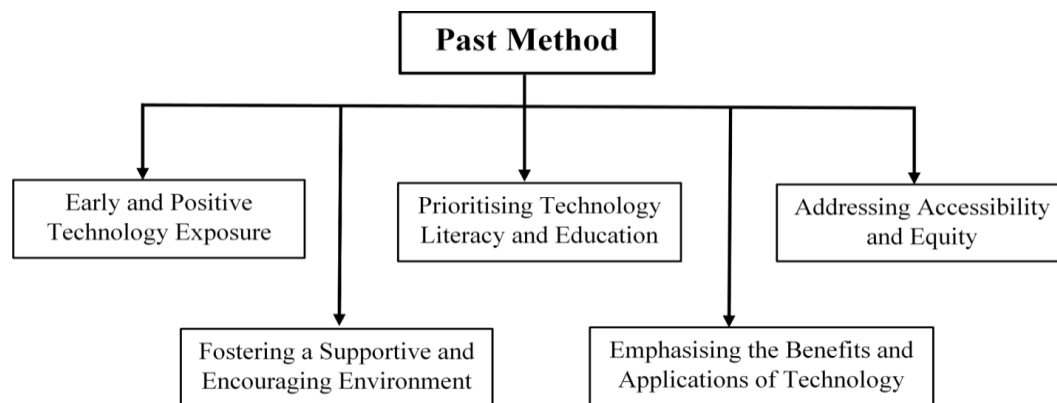 Past Method
Early and Positive
Technology Exposure
Prioritising Technology
Literacy and Education
Addressing Accessibility
and Equity
Fostering a Supportive and
Encouraging Environment
Emphasising the Benefits and
Applications of Technology